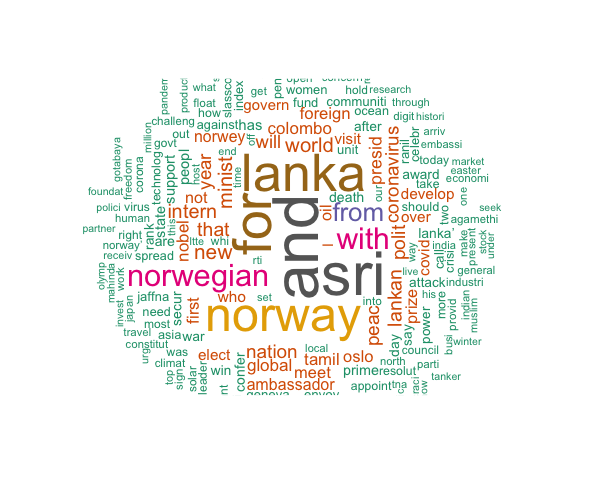 what
open
get
women
hold
research
pandem
product
float
index
pen
fund
communiti
through
challeng
how
slasscc
govern
foreign
ocean
digit
histori
against
has
colombo
after
arriv
out
norwey
will
world
visit
unit
celebr
embassi
gotabaya
million
corona
govt
peopl
year
off
end
presid
coronavirus
ranil
today
market
freedom
technolog
support
host
minist
time
lanka
death
our
award
easter
foundat
not
take
economi
polici
virus
state
intern
for
and
oil
from
over
develop
one
human
nobel
that
should
agamethi
seek
partner
right
rank
this
are
ltte
whi
new
with
polit
lanka'
two
norway'
spread
rti
sri
covid
way
india
make
stock
under
receiv
call
crisi
present
olymp
mahinda
work
norwegian
live
attack
industri
general
jaffna
secur
who
set
into
lankan
prize
his
more
indian
muslim
invest
japan
need
first
norway
peac
power
provid
most
day
say
travel
asia
war
local
council
busi
winter
constitut
was
elect
nation
tamil
oslo
north
parti
urg
climat
global
meet
prime
resolut
top
sign
solar
leader
win
confer
ambassador
appoint
tna
raci
tanker
nt
geneva
envoy
ow